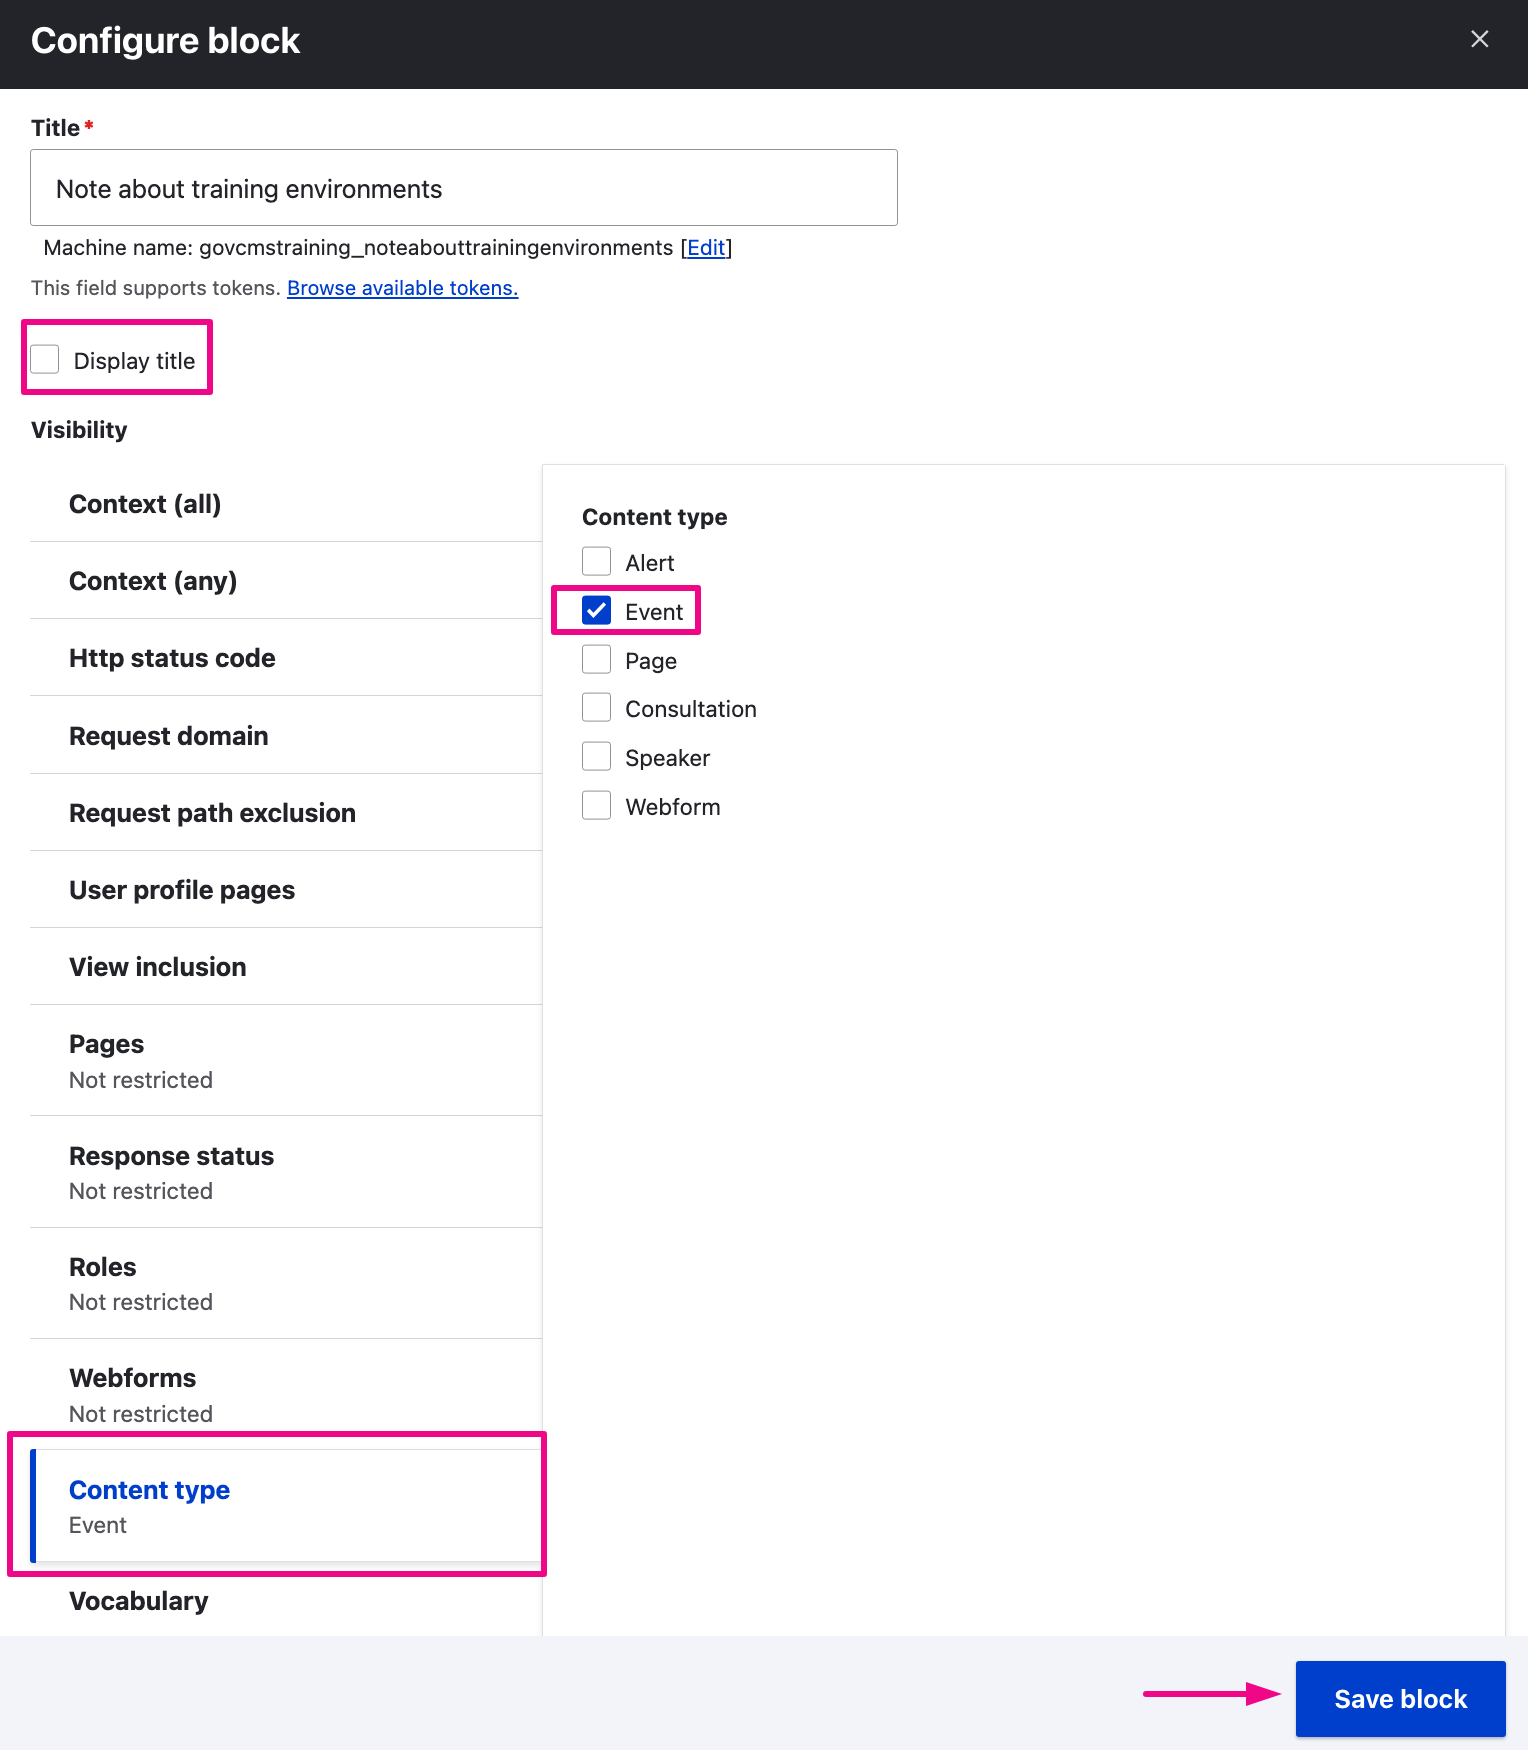 Configure block
Title*
Note about training environments
Machine name: govcmstraining_noteabouttrainingenvironments [Edit]
This field supports tokens. Browse available tokens.
Display title
Visibility
Context (all)
Context (any)
Http status code
Request domain
Request path exclusion
User profile pages
View inclusion
Pages
Not restricted
Response status
Not restricted
Roles
Not restricted
Webforms
Not restricted
Content type
Event
Vocabulary
Content type
Alert
Event
Page
Consultation
Speaker
Webform
Save block